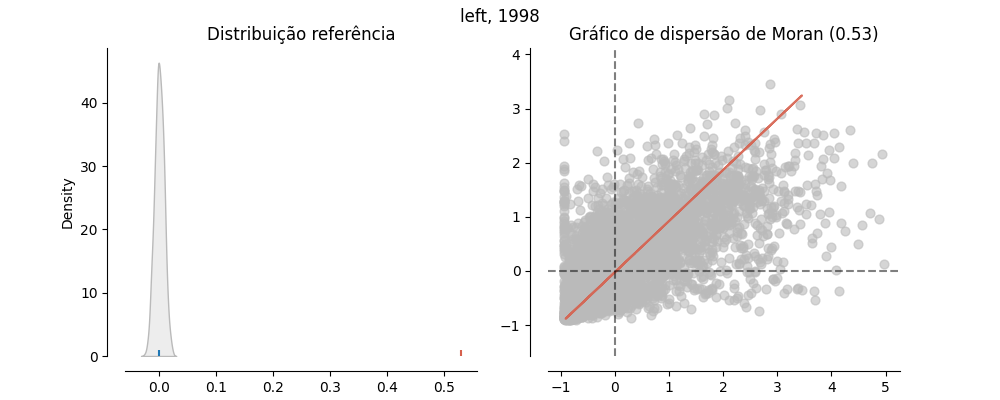 left, 1998
Distribuição referência
Gráfico de dispersão de Moran (0.53)
Density
40
30
20
10
0
0.0 0.1 0.2 0.3 0.4 0.5
4
3
2
1
0
−1
−1 0 1 2 3 4 5